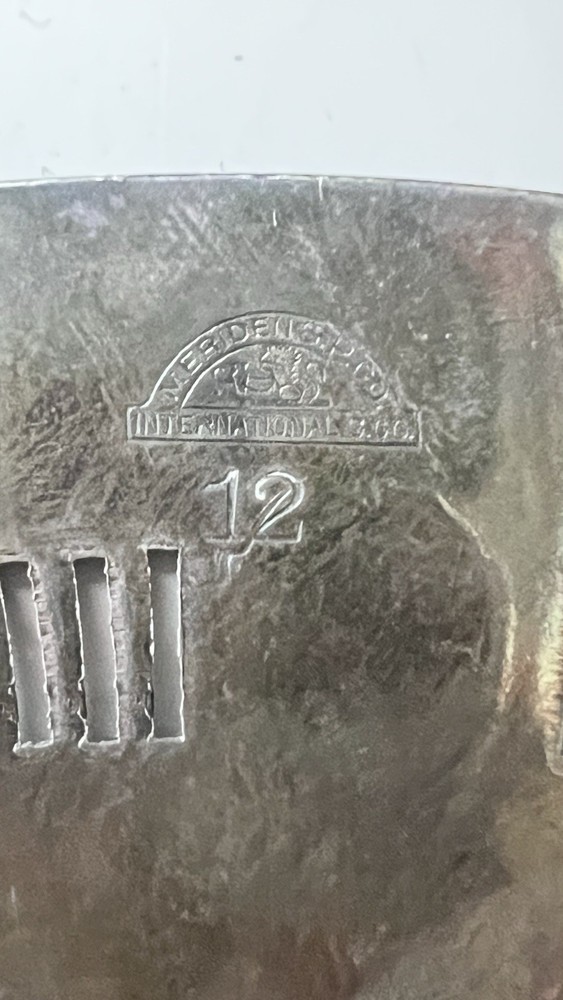 MERIDEN S.P. CO.
INTERNATIONAL S. CO.
12